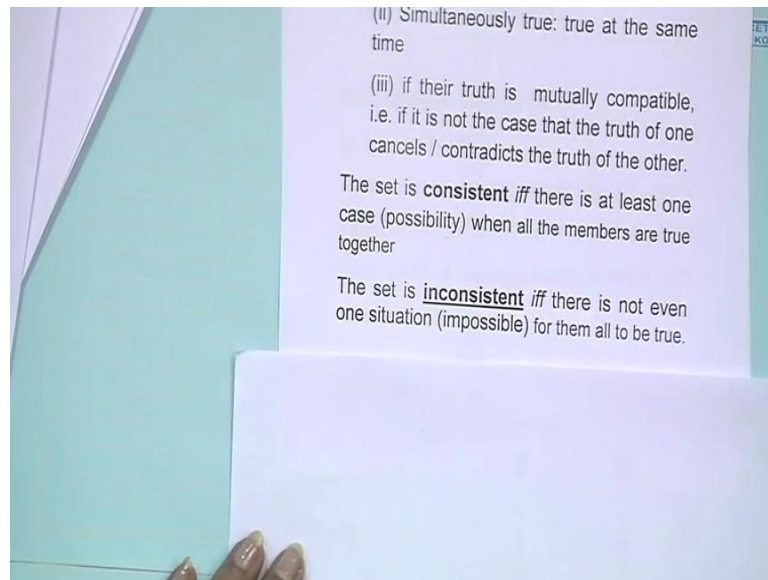 (ii) Simultaneously true: true at the same
time
(iii) if their truth is mutually compatible,
i.e. if it is not the case that the truth of one
cancels / contradicts the truth of the other.
The set is consistent iff there is at least one
case (possibility) when all the members are true
together
The set is inconsistent iff there is not even
one situation (impossible) for them all to be true.